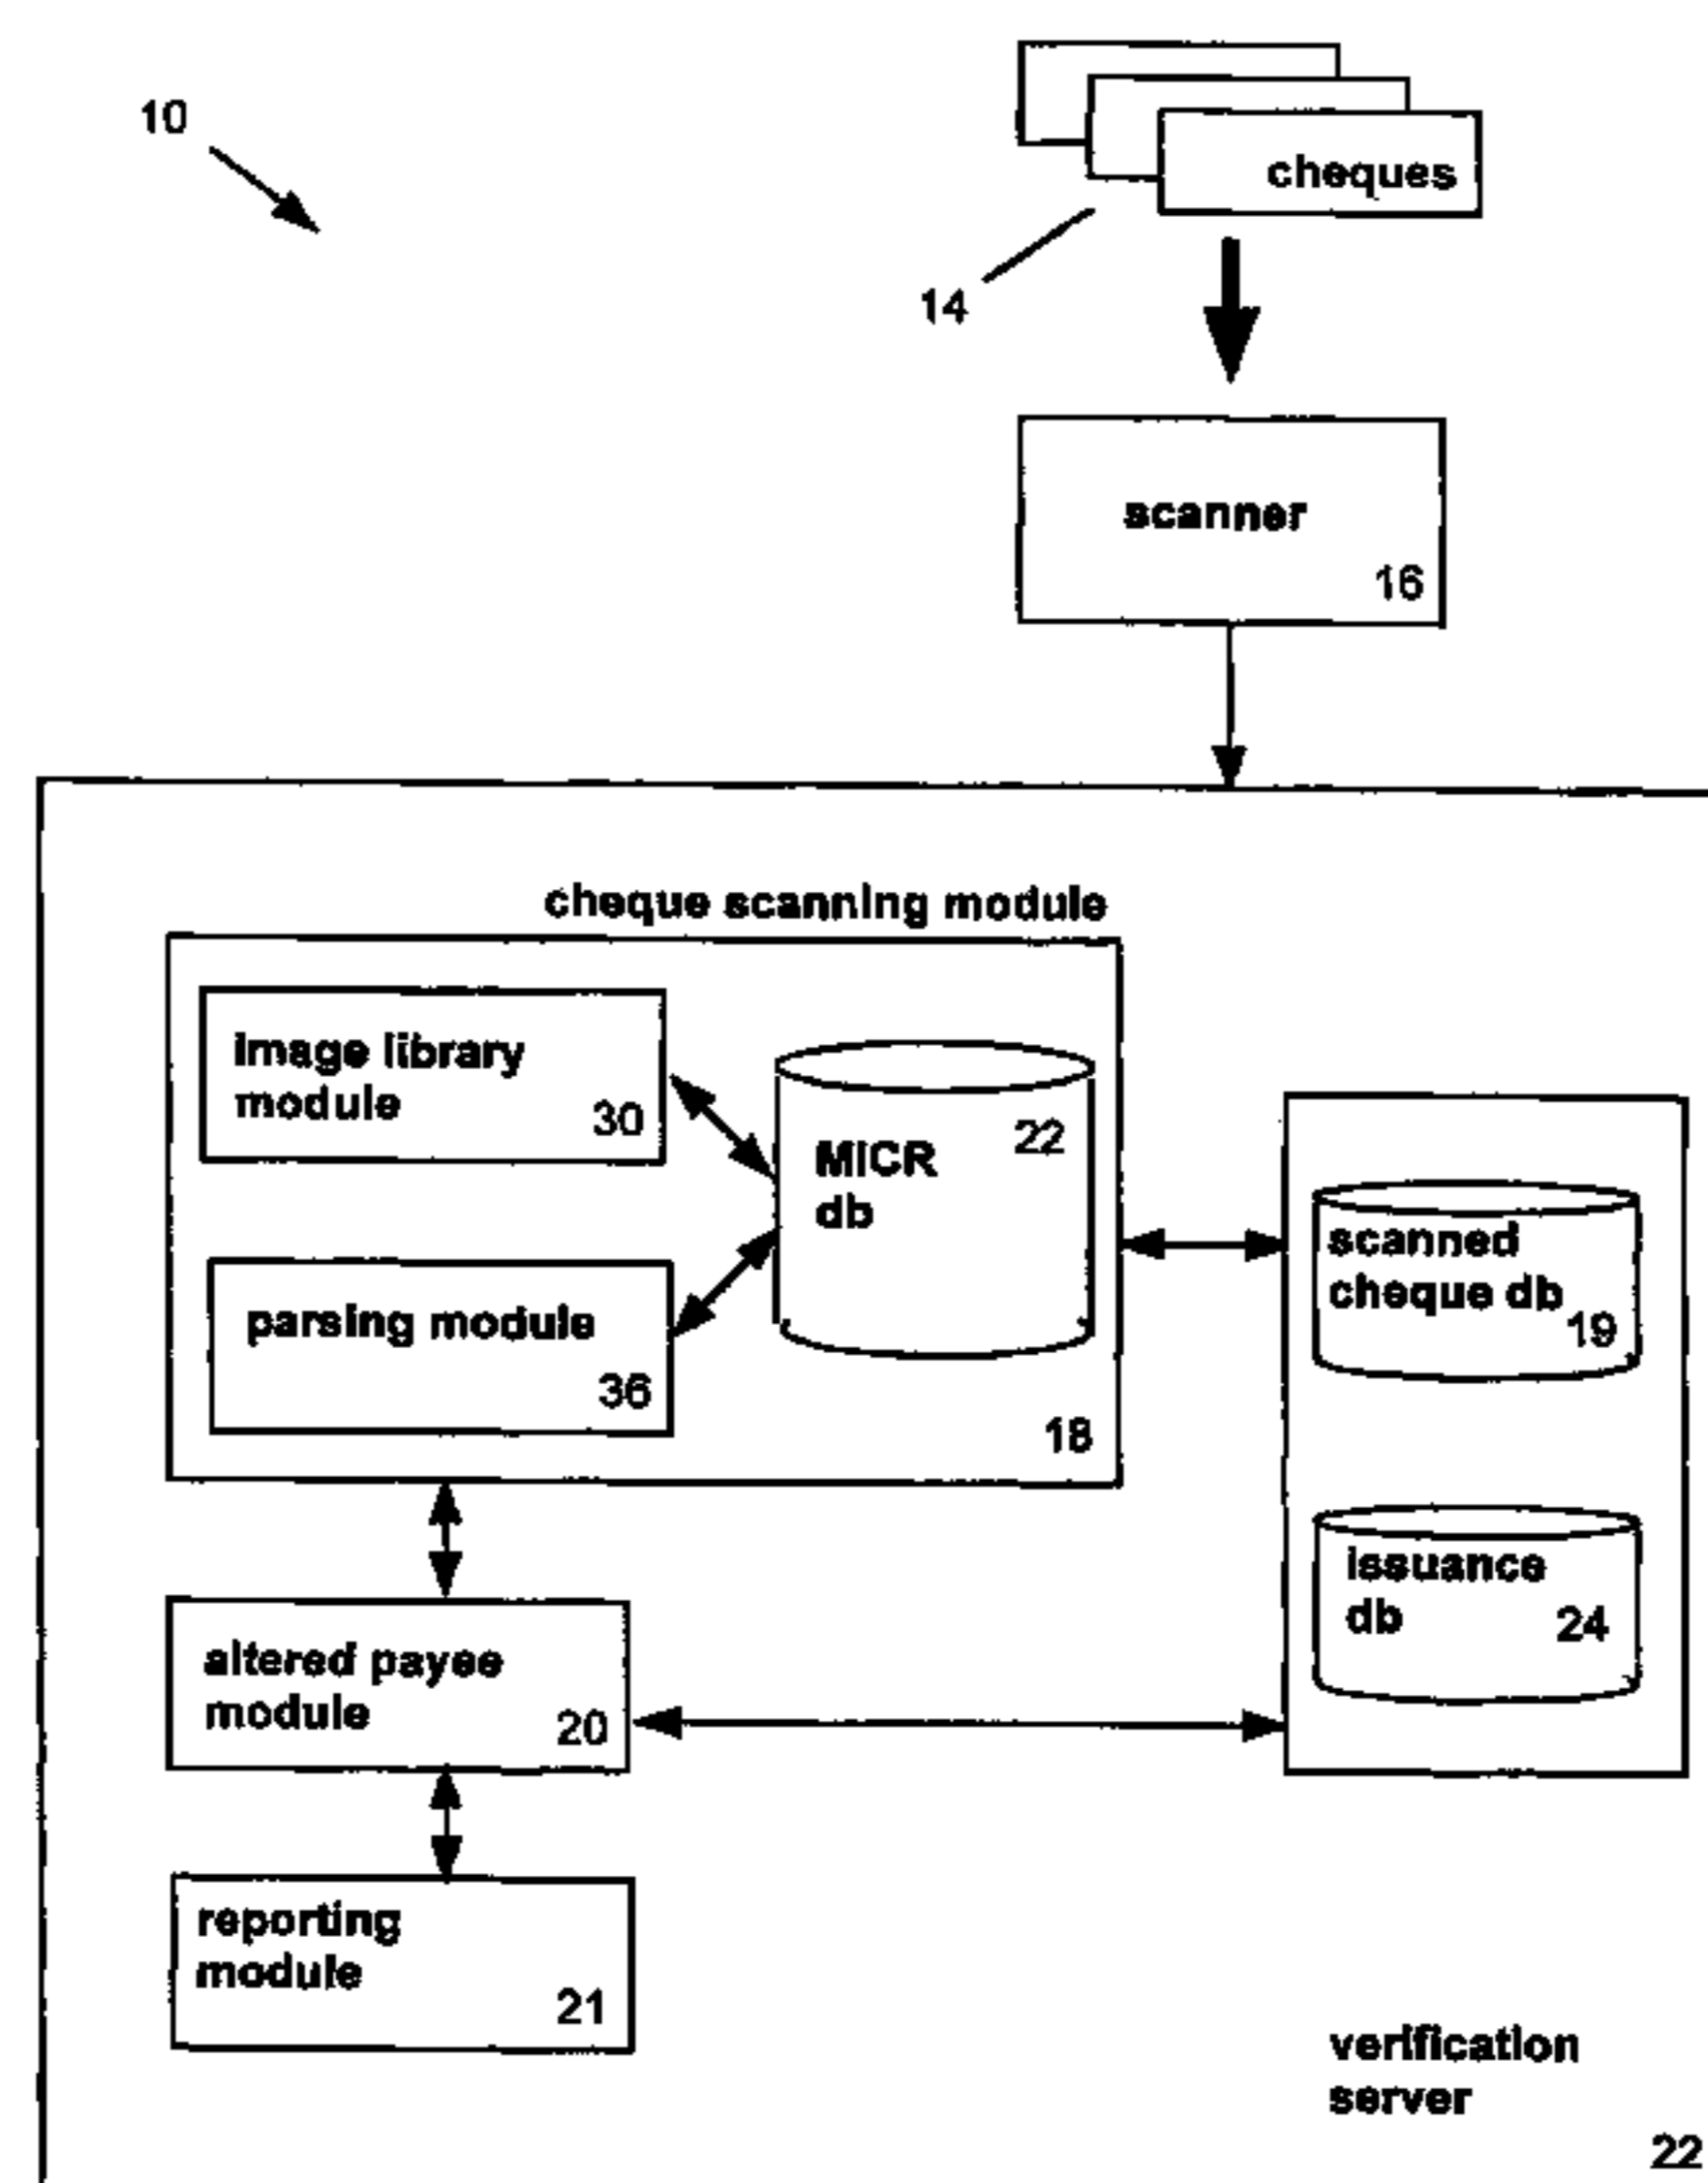 10
cheques
14
scanner
16
cheque scanning module
image library
module
30
22
MICR
db
parsing module
36
18
scanned
cheque db
19
issuance
db
24
altered payee
module
20
reporting
module
21
verification
server
22